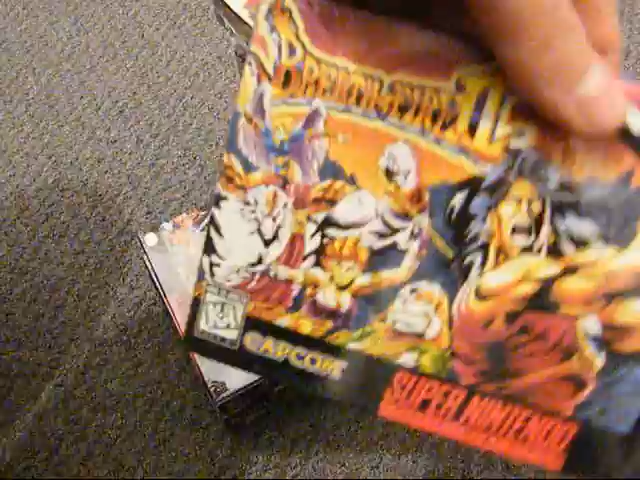 BREATH OF FIRE II
CAPCOM
SUPER NINTENDO